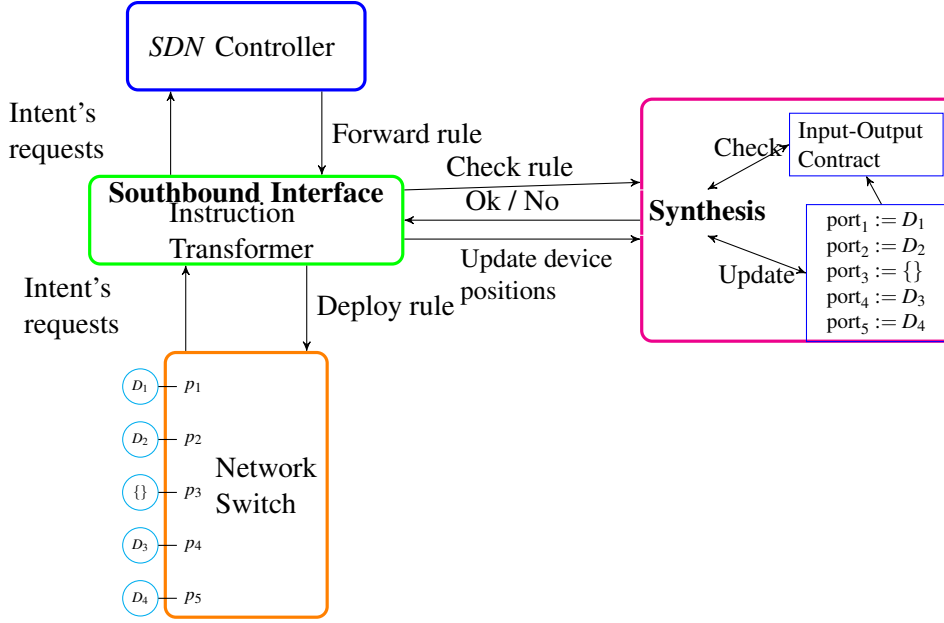 SDN Controller
Intent's
requests
Forward rule
Check rule
Southbound Interface
Instruction
Transformer
Ok / No
Update device
positions
Intent's
requests
Deploy rule
Synthesis
Check
Update
Input-Output
Contract
port₁ := D₁
port₂ := D₂
port₃ := {}
port₄ := D₃
port₅ := D₄
D₁ p₁
D₂ p₂
{} p₃
D₃ p₄
D₄ p₅
Network
Switch